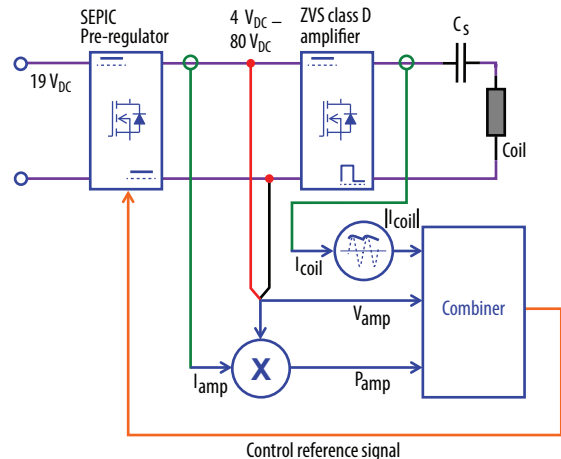 SEPIC
Pre-regulator
4 V_DC –
80 V_DC
ZVS class D
amplifier
C_s
19 V_DC
Coil
|I_coil|
I_coil
V_amp
Combiner
X
I_amp
P_amp
Control reference signal